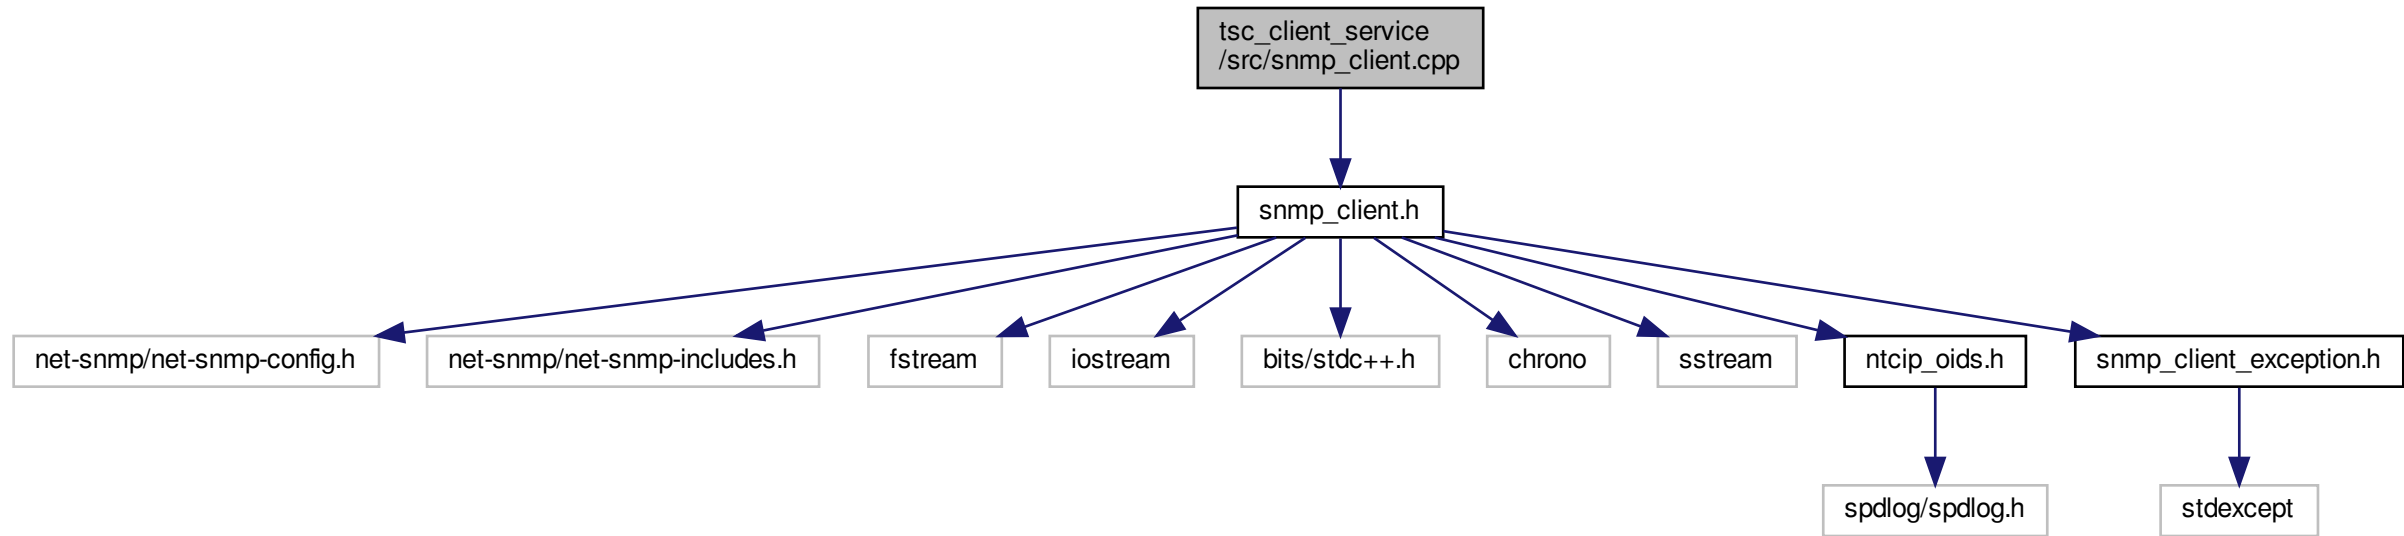 tsc_client_service
/src/snmp_client.cpp
snmp_client.h
net-snmp/net-snmp-config.h
net-snmp/net-snmp-includes.h
fstream
iostream
bits/stdc++.h
chrono
sstream
ntcip_oids.h
snmp_client_exception.h
spdlog/spdlog.h
stdexcept